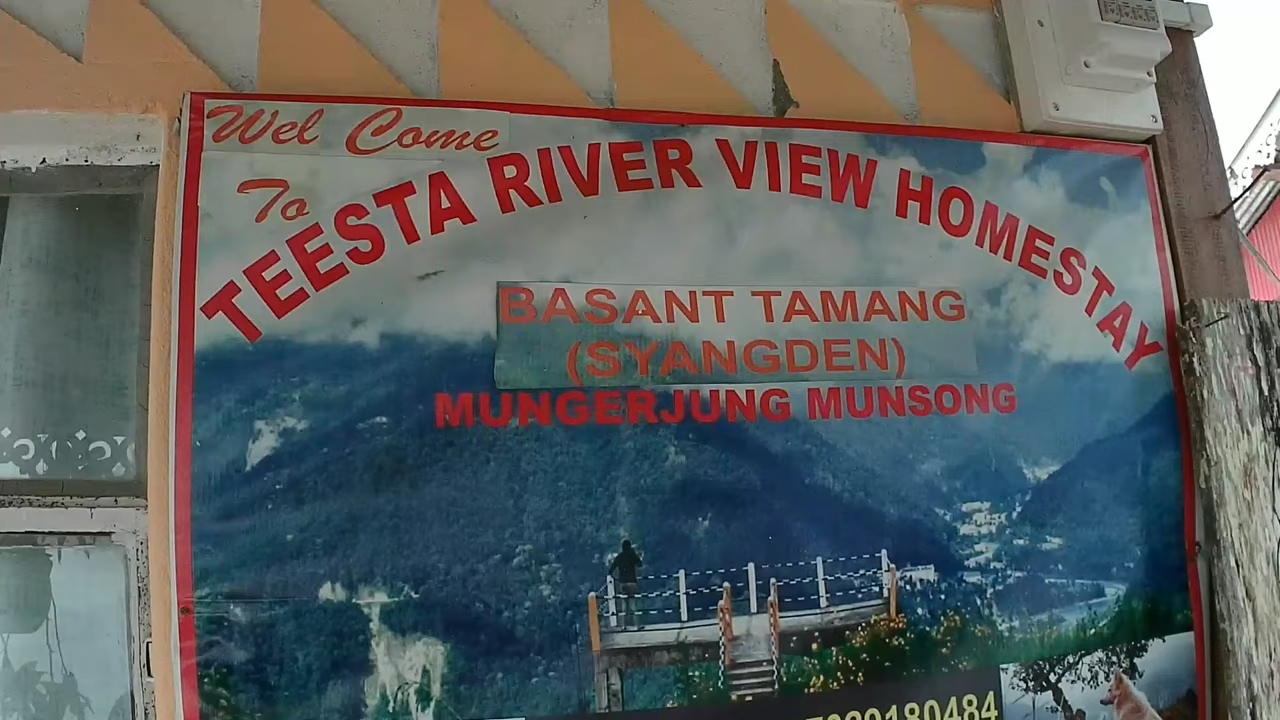 Wel Come
To
TEESTA RIVER VIEW HOMESTAY
BASANT TAMANG
(SYANGDEN)
MUNGERJUNG MUNSONG